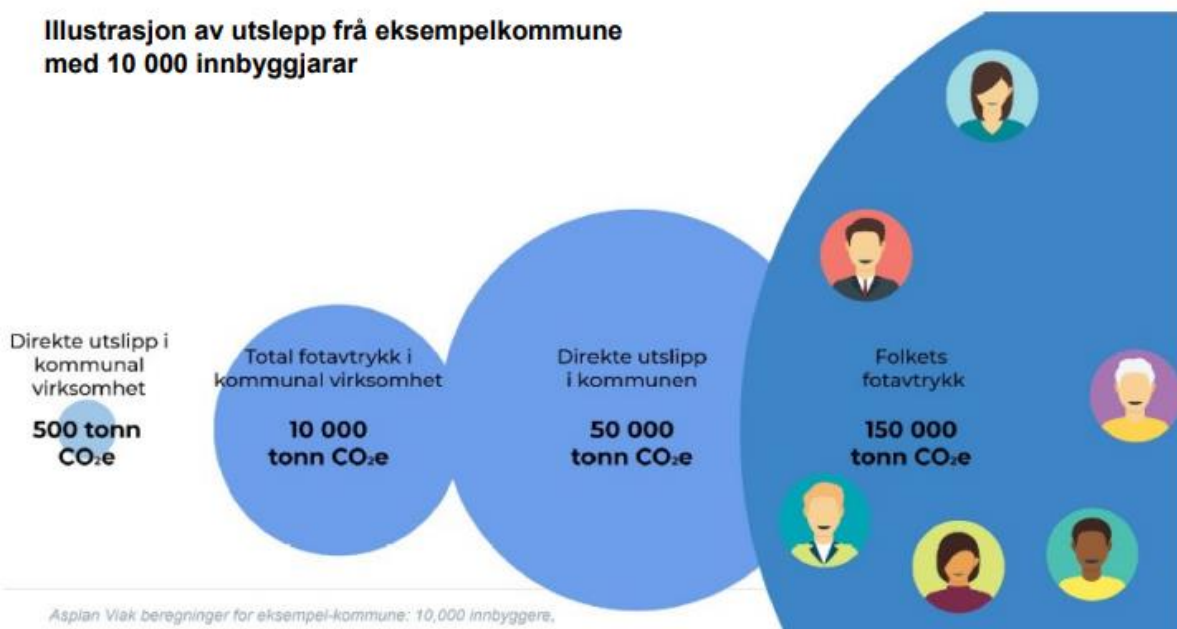 Illustrasjon av utslepp frå eksempelkommune
med 10 000 innbyggjarar
Direkte utslipp i
kommunal
virksomhet
500 tonn
CO₂e
Total fotavtrykk i
kommunal virksomhet
10 000
tonn CO₂e
Direkte utslipp
i kommunen
50 000
tonn CO₂e
Folkets
fotavtrykk
150 000
tonn CO₂e
Asplan Viak beregninger for eksempel-kommune: 10,000 innbyggere,